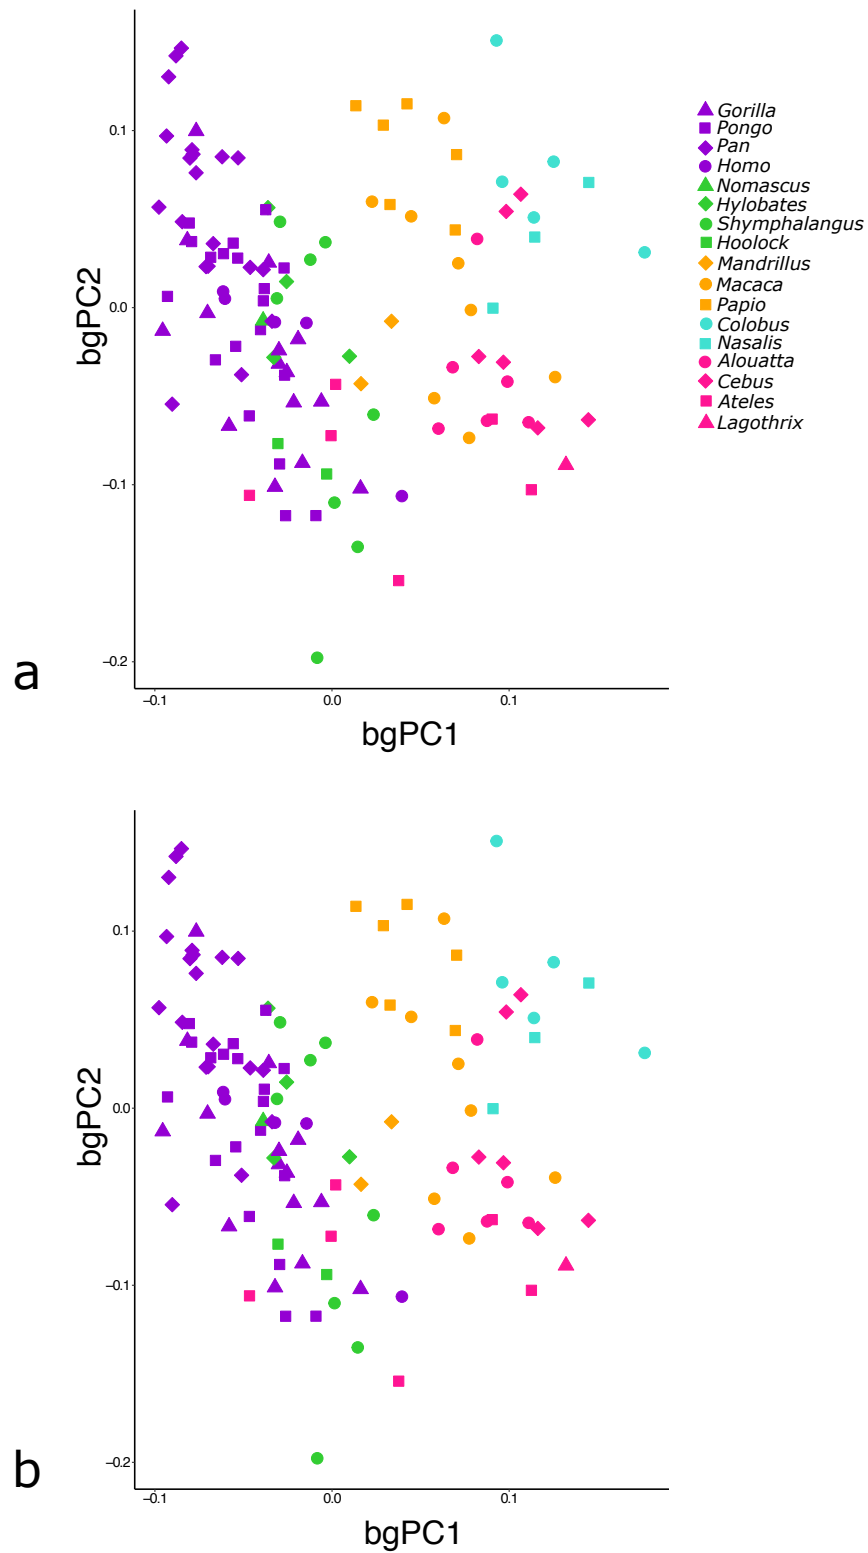 0.1
0.0
−0.1
−0.2
bgPC2
−0.1
0.0
0.1
bgPC1
a
Gorilla
Pongo
Pan
Homo
Nomascus
Hylobates
Shymphalangus
Hoolock
Mandrillus
Macaca
Papio
Colobus
Nasalis
Alouatta
Cebus
Ateles
Lagothrix
0.1
0.0
−0.1
−0.2
bgPC2
−0.1
0.0
0.1
bgPC1
b